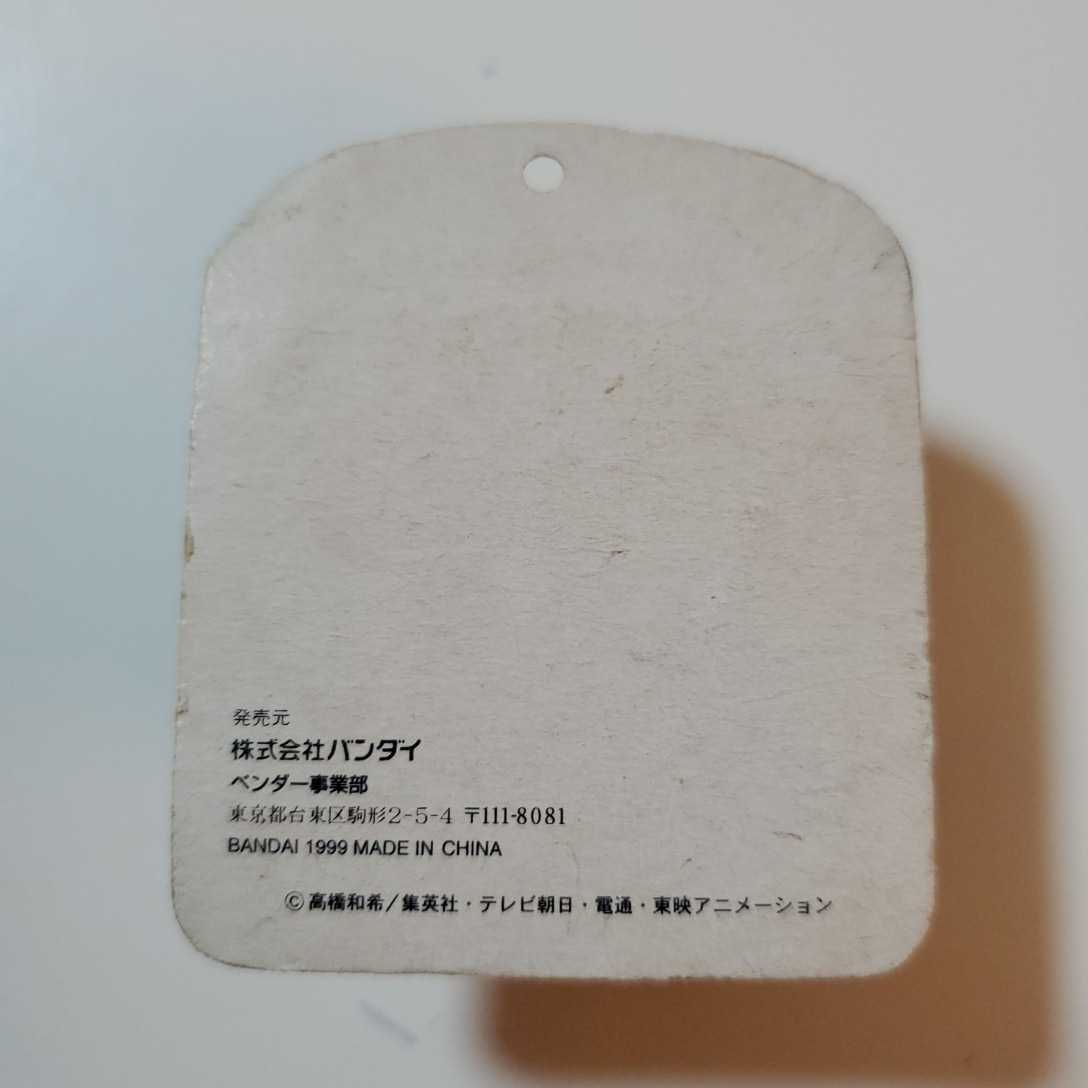 発売元
株式会社バンダイ
ベンダー事業部
東京都台東区駒形2-5-4 〒111-8081
BANDAI 1999 MADE IN CHINA
©高橋和希/集英社・テレビ朝日・電通・東映アニメーション